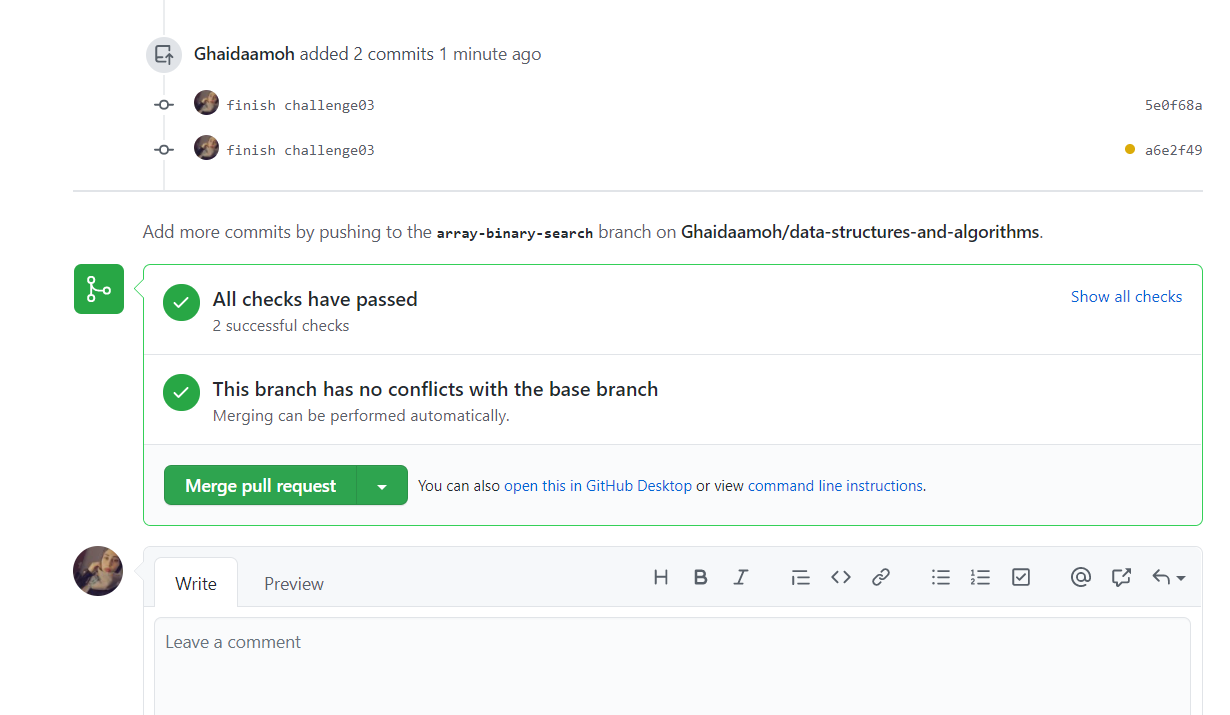 Ghaidaamoh added 2 commits 1 minute ago
finish challenge03 5e0f68a
finish challenge03 a6e2f49
Add more commits by pushing to the array-binary-search branch on Ghaidaamoh/data-structures-and-algorithms.
All checks have passed Show all checks
2 successful checks
This branch has no conflicts with the base branch
Merging can be performed automatically.
Merge pull request You can also open this in GitHub Desktop or view command line instructions.
Write Preview
Leave a comment